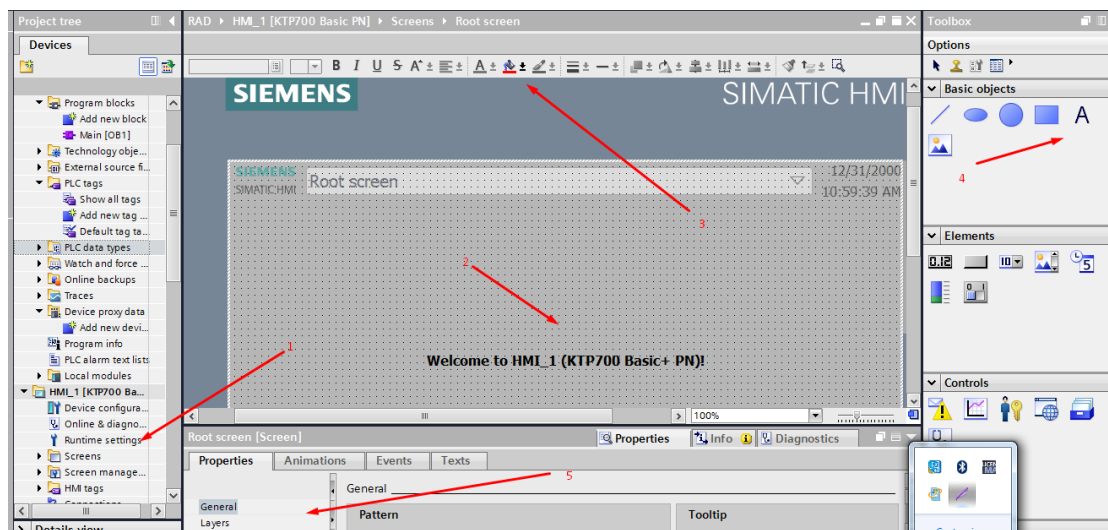 Project tree
RAD ▸ HMI_1 [KTP700 Basic PN] ▸ Screens ▸ Root screen
Toolbox
Devices
Options
B I U S A A
Basic objects
A
Program blocks
Add new block
Main [OB1]
Technology obje...
External source fi...
PLC tags
Show all tags
Add new tag ...
Default tag ta...
PLC data types
Watch and force ...
Online backups
Traces
Device proxy data
Add new devi...
Program info
PLC alarm text lists
Local modules
HMI_1 [KTP700 Ba...
Device configura...
Online & diagno...
Runtime settings
Screens
Screen manage...
HMI tags
Details view
1
SIEMENS
SIMATIC HMI
SIEMENS
SIMATIC HMI
Root screen
12/31/2000
10:59:39 AM
3
2
Welcome to HMI_1 (KTP700 Basic+ PN)!
100%
4
Elements
0.12
10
5
0 1
Controls
Root screen [Screen]
Properties
Info
Diagnostics
Properties
Animations
Events
Texts
5
General
General
Layers
Pattern
Tooltip